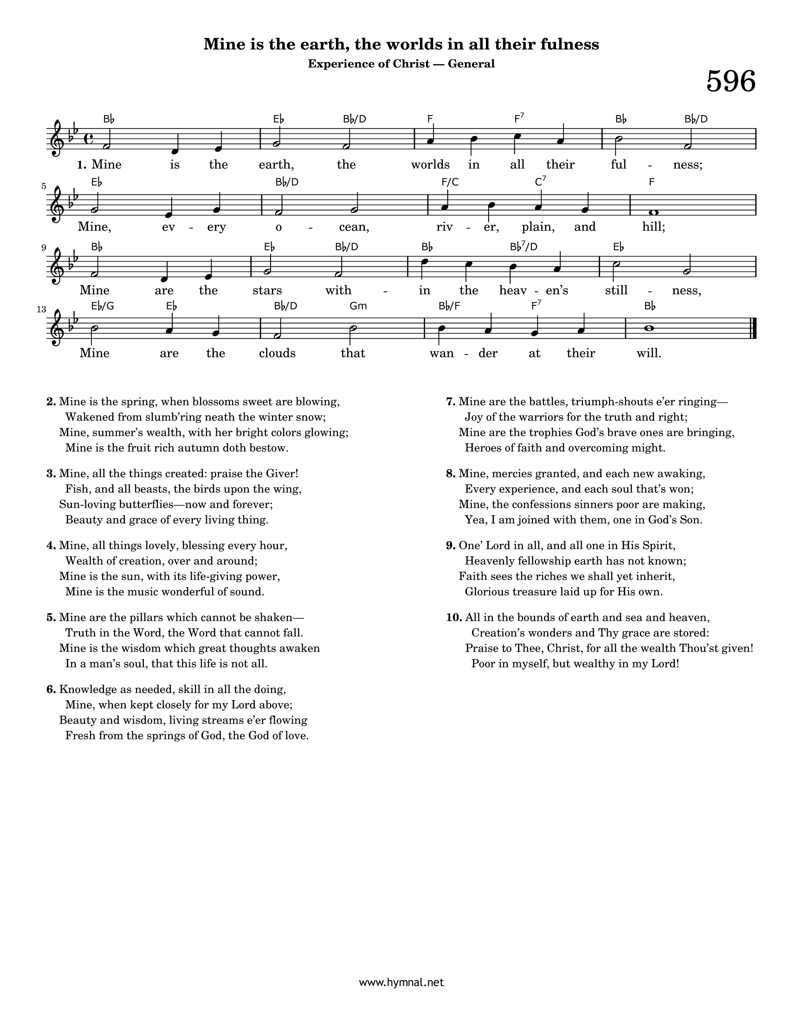 Mine is the earth, the worlds in all their fulness
Experience of Christ — General
596
B♭ E♭ B♭/D F F7 B♭ B♭/D
1. Mine is the earth, the worlds in all their ful - ness;
5 E♭ B♭/D F/C C7 F
Mine, ev - ery o - cean, riv - er, plain, and hill;
9 B♭ E♭ B♭/D B♭ B♭7/D E♭
Mine are the stars with - in the heav - en's still - ness,
13 E♭/G E♭ B♭/D Gm B♭/F F7 B♭
Mine are the clouds that wan - der at their will.
2. Mine is the spring, when blossoms sweet are blowing,
Wakened from slumb'ring neath the winter snow;
Mine, summer's wealth, with her bright colors glowing;
Mine is the fruit rich autumn doth bestow.
3. Mine, all the things created: praise the Giver!
Fish, and all beasts, the birds upon the wing,
Sun-loving butterflies—now and forever;
Beauty and grace of every living thing.
4. Mine, all things lovely, blessing every hour,
Wealth of creation, over and around;
Mine is the sun, with its life-giving power,
Mine is the music wonderful of sound.
5. Mine are the pillars which cannot be shaken—
Truth in the Word, the Word that cannot fall.
Mine is the wisdom which great thoughts awaken
In a man's soul, that this life is not all.
6. Knowledge as needed, skill in all the doing,
Mine, when kept closely for my Lord above;
Beauty and wisdom, living streams e'er flowing
Fresh from the springs of God, the God of love.
7. Mine are the battles, triumph-shouts e'er ringing—
Joy of the warriors for the truth and right;
Mine are the trophies God's brave ones are bringing,
Heroes of faith and overcoming might.
8. Mine, mercies granted, and each new awaking,
Every experience, and each soul that's won;
Mine, the confessions sinners poor are making,
Yea, I am joined with them, one in God's Son.
9. One' Lord in all, and all one in His Spirit,
Heavenly fellowship earth has not known;
Faith sees the riches we shall yet inherit,
Glorious treasure laid up for His own.
10. All in the bounds of earth and sea and heaven,
Creation's wonders and Thy grace are stored:
Praise to Thee, Christ, for all the wealth Thou'st given!
Poor in myself, but wealthy in my Lord!
www.hymnal.net